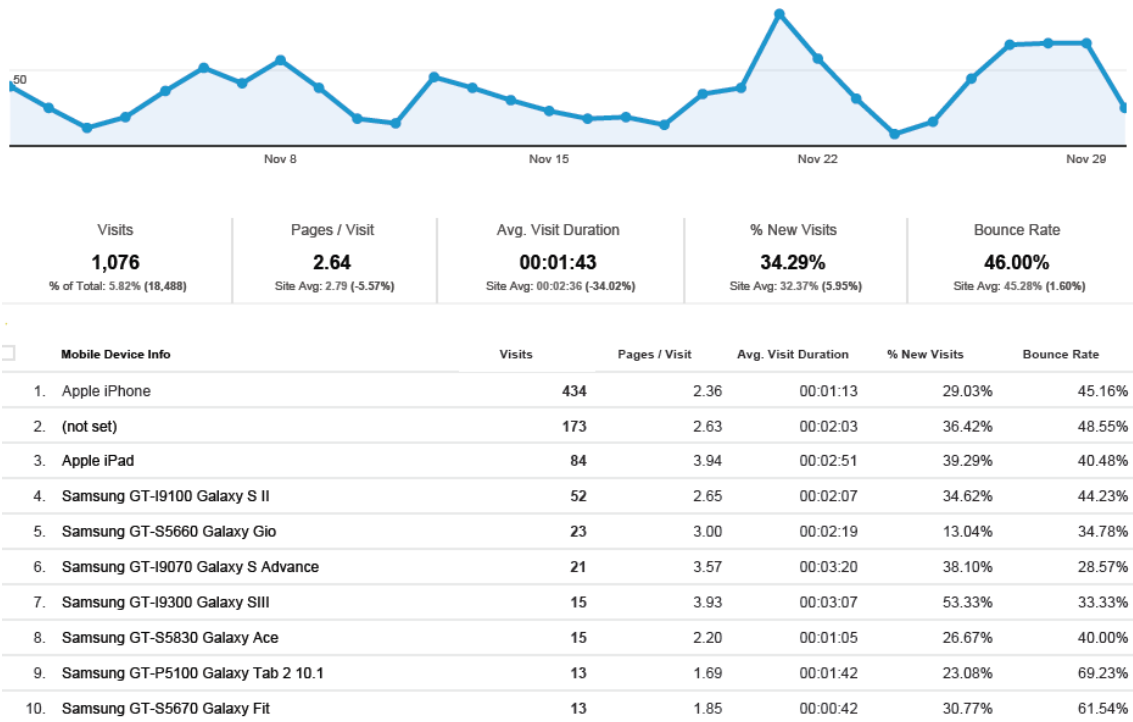 50
Nov 8 Nov 15 Nov 22 Nov 29
Visits Pages / Visit Avg. Visit Duration % New Visits Bounce Rate
1,076 2.64 00:01:43 34.29% 46.00%
% of Total: 5.82% (18,488) Site Avg: 2.79 (-5.57%) Site Avg: 00:02:36 (-34.02%) Site Avg: 32.37% (5.95%) Site Avg: 45.28% (1.60%)
Mobile Device Info Visits Pages / Visit Avg. Visit Duration % New Visits Bounce Rate
1. Apple iPhone 434 2.36 00:01:13 29.03% 45.16%
2. (not set) 173 2.63 00:02:03 36.42% 48.55%
3. Apple iPad 84 3.94 00:02:51 39.29% 40.48%
4. Samsung GT-I9100 Galaxy S II 52 2.65 00:02:07 34.62% 44.23%
5. Samsung GT-S5660 Galaxy Gio 23 3.00 00:02:19 13.04% 34.78%
6. Samsung GT-I9070 Galaxy S Advance 21 3.57 00:03:20 38.10% 28.57%
7. Samsung GT-I9300 Galaxy SIII 15 3.93 00:03:07 53.33% 33.33%
8. Samsung GT-S5830 Galaxy Ace 15 2.20 00:01:05 26.67% 40.00%
9. Samsung GT-P5100 Galaxy Tab 2 10.1 13 1.69 00:01:42 23.08% 69.23%
10. Samsung GT-S5670 Galaxy Fit 13 1.85 00:00:42 30.77% 61.54%